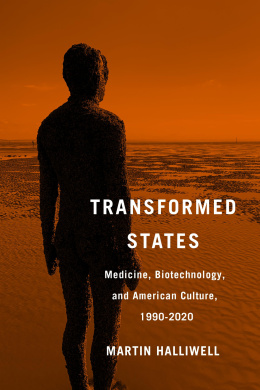 TRANSFORMED
STATES
Medicine, Biotechnology,
and American Culture,
1990-2020
MARTIN HALLIWELL